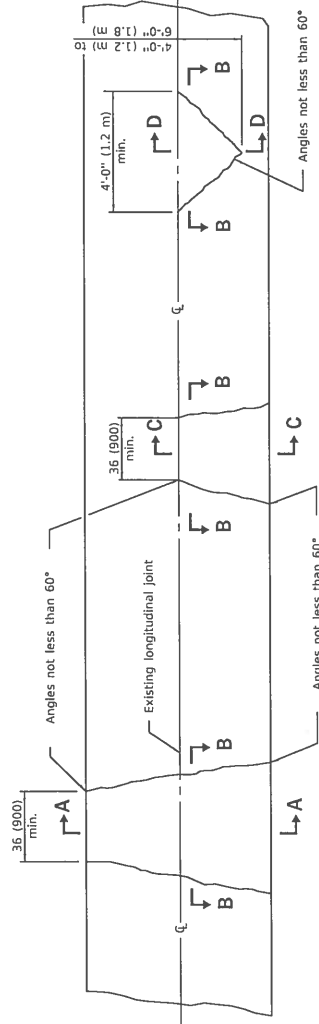 36 (900)
min.
Angles not less than 60°
A
Existing longitudinal joint
36 (900)
min.
C
4'-0" (1.2 m)
min.
D
4'-0" (1.2 m) to
6'-0" (1.8 m)
℄
℄
B
B
B
B
B
B
D
A
C
Angles not less than 60°
Angles not less than 60°